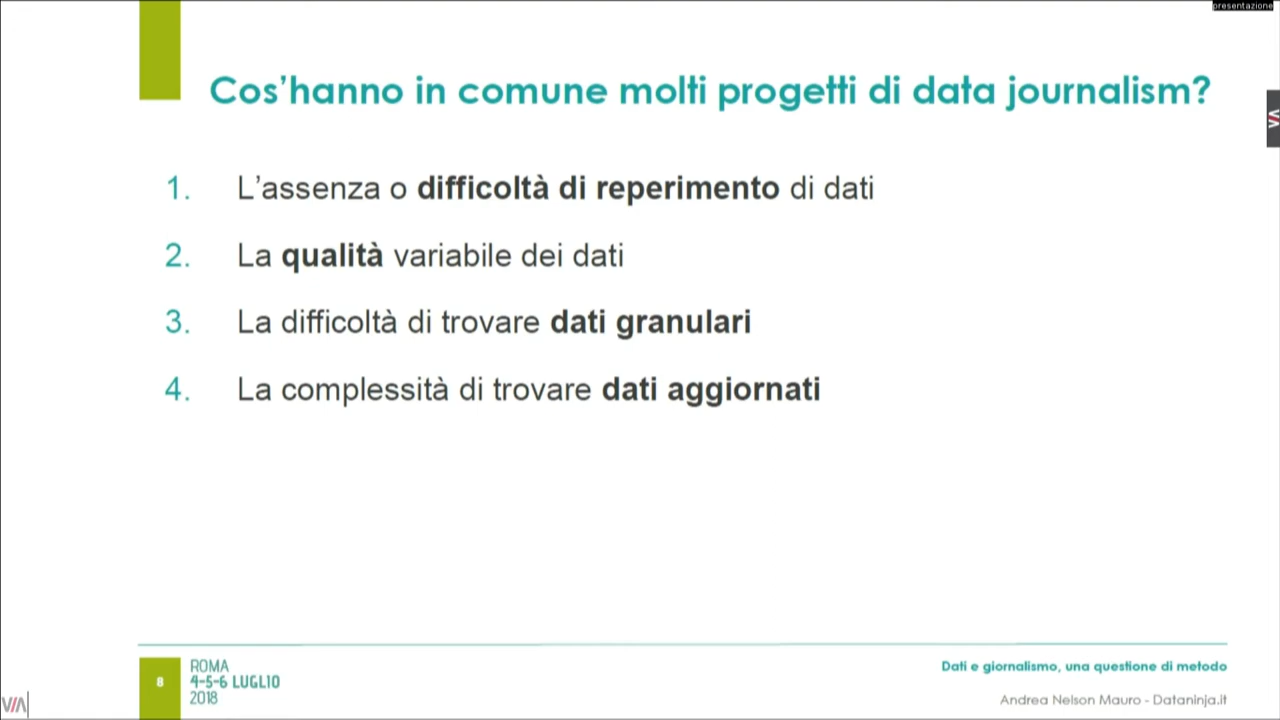 presentazione
Cos’hanno in comune molti progetti di data journalism?
1. L’assenza o difficoltà di reperimento di dati
2. La qualità variabile dei dati
3. La difficoltà di trovare dati granulari
4. La complessità di trovare dati aggiornati
8
ROMA
4-5-6 LUGLIO
2018
Dati e giornalismo, una questione di metodo
Andrea Nelson Mauro - Dataninja.it
VIA